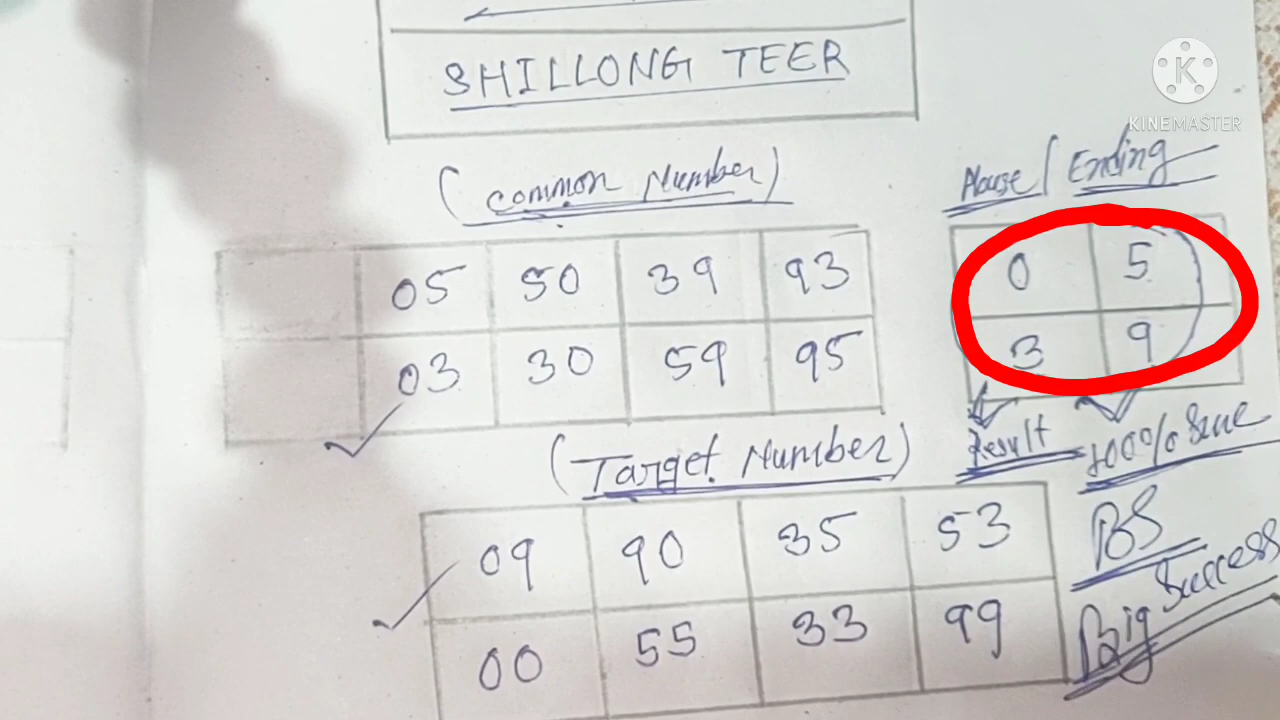 SHILLONG TEER
KINEMASTER
(Common Number)
House/Ending
05 50 39 93
03 30 59 95
0 5
3 9
(Target Number)
Result 100% Sure
09 90 35 53
00 55 33 99
BS
Big Success